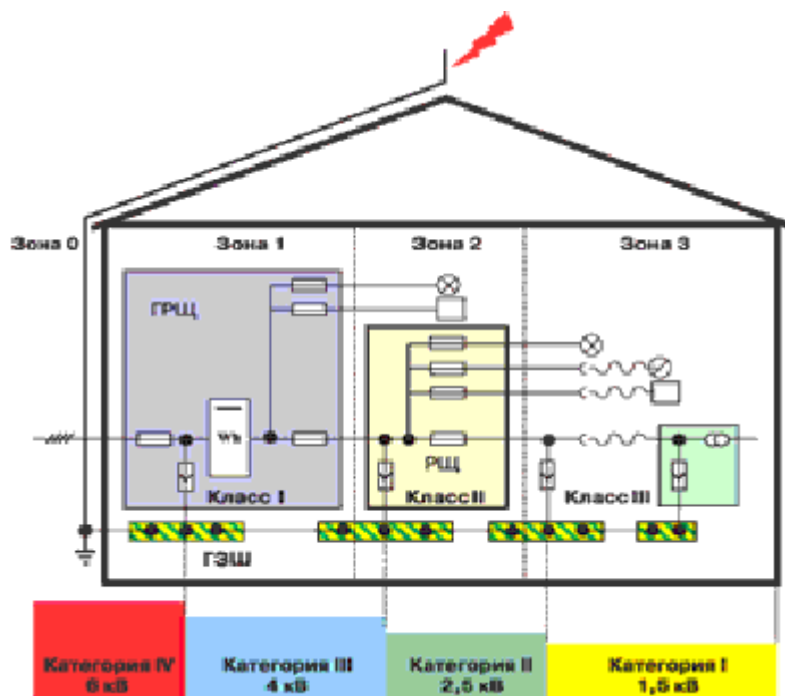 Зона 0
Зона 1
Зона 2
Зона 3
ГРЩ
Wh
РЩ
Класс I
Класс II
Класс III
ГЗШ
Категория IV
6 кВ
Категория III
4 кВ
Категория II
2,5 кВ
Категория I
1,5 кВ